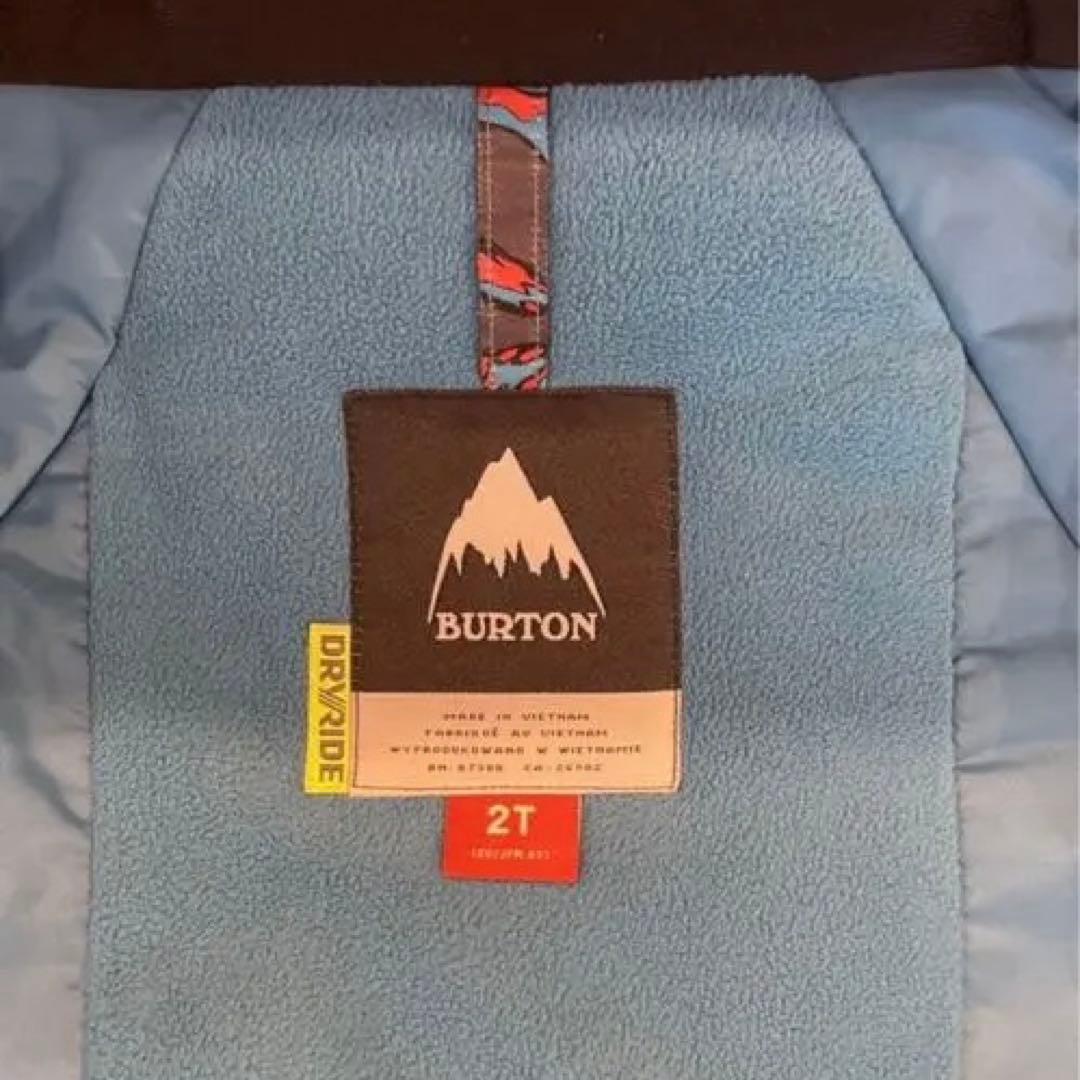 BURTON
DRYRIDE
MADE IN VIETNAM
FABRIQUÉ AU VIETNAM
WYPRODUKOWANO W WIETNAMIE
2T